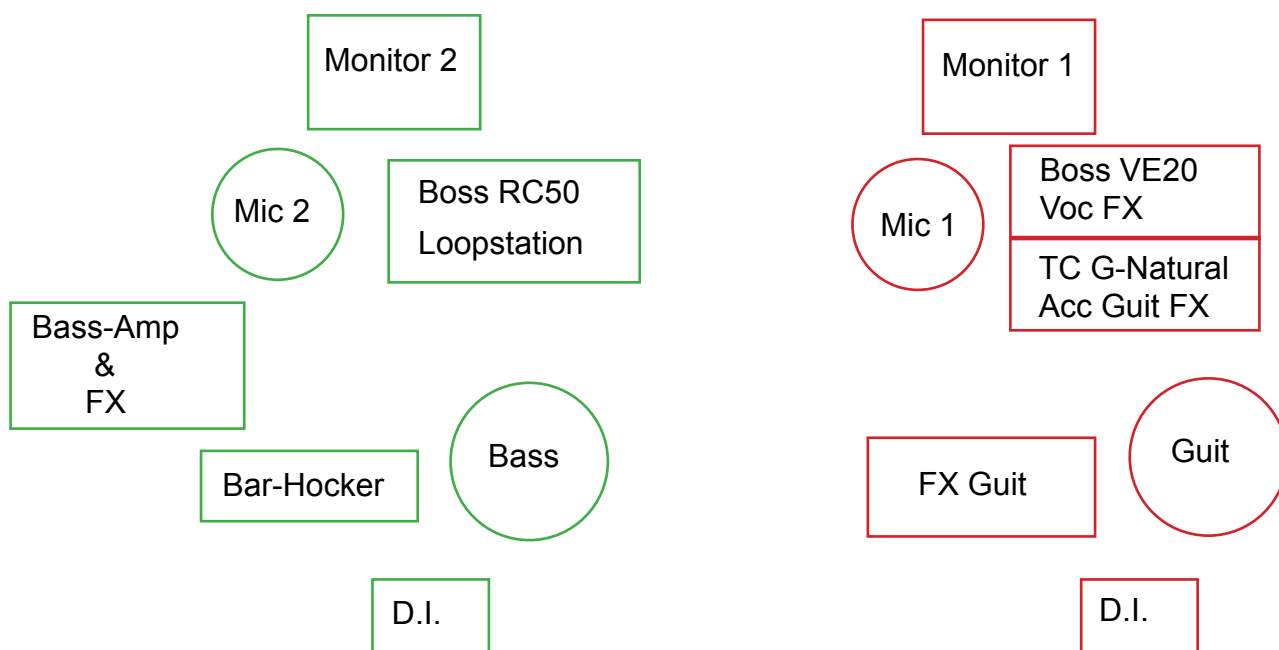 Monitor 2
Monitor 1
Mic 2
Boss RC50
Loopstation
Mic 1
Boss VE20
Voc FX
TC G-Natural
Acc Guit FX
Bass-Amp
&
FX
Bar-Hocker
Bass
FX Guit
Guit
D.I.
D.I.